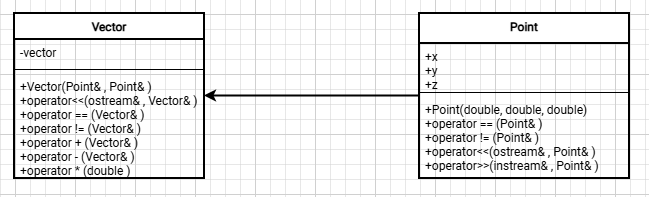 Vector
-vector
+Vector(Point& , Point& )
+operator<<(ostream& , Vector& )
+operator == (Vector& )
+operator != (Vector& )
+operator + (Vector& )
+operator - (Vector& )
+operator * (double )
Point
+x
+y
+z
+Point(double, double, double)
+operator == (Point& )
+operator != (Point& )
+operator<<(ostream& , Point& )
+operator>>(instream& , Point& )